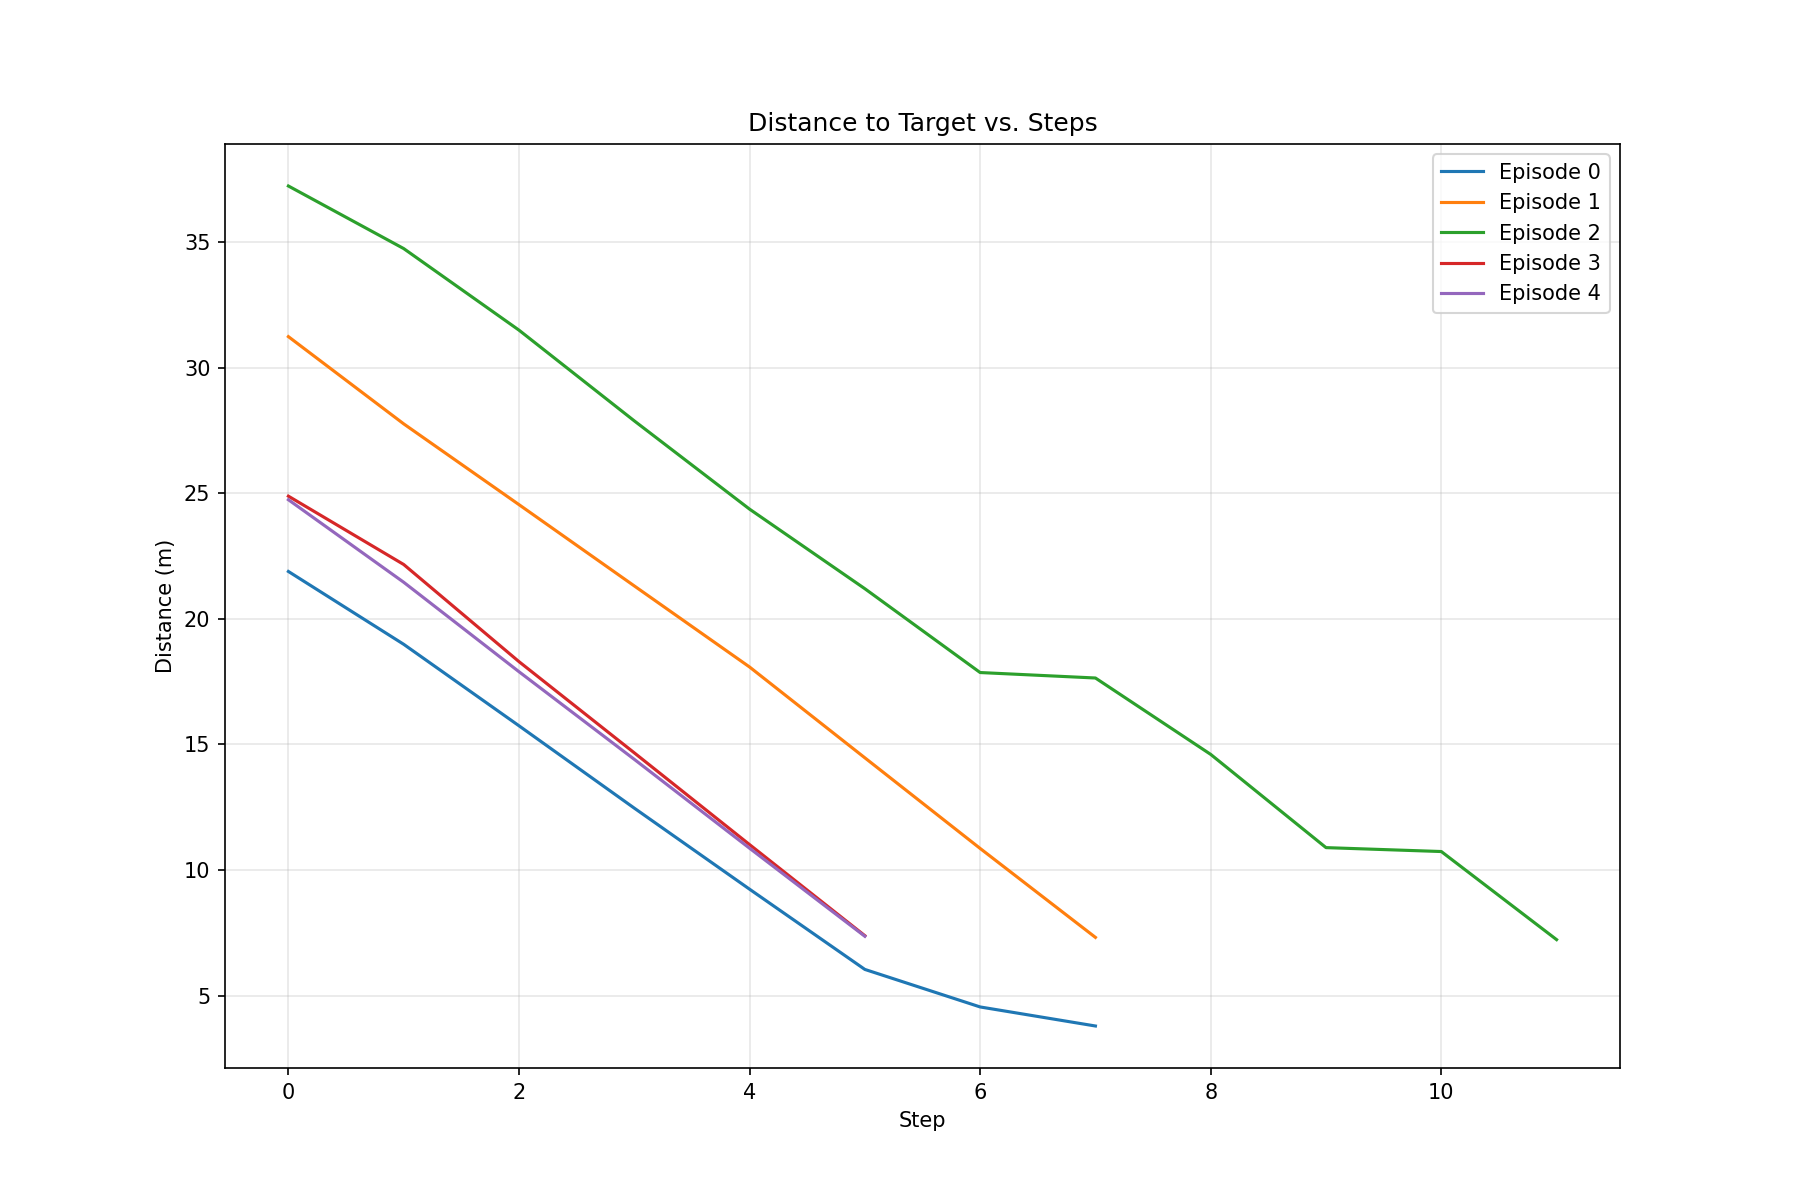 Distance to Target vs. Steps
Episode 0
Episode 1
Episode 2
Episode 3
Episode 4
35
30
25
20
15
10
5
Distance (m)
0 2 4 6 8 10
Step